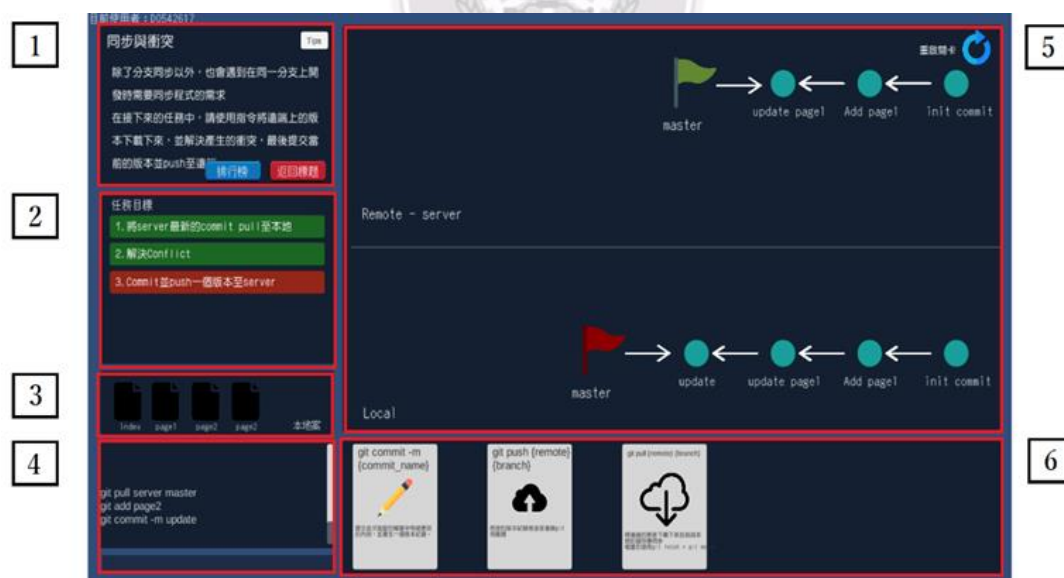 目前使用者：D0542617
1
同步與衝突
Tips
除了分支同步以外，也會遇到在同一分支上開
發時需要同步程式的需求
在接下來的任務中，請使用指令將遠端上的版
本下載下來，並解決產生的衝突，最後提交當
前的版本並push至遠
排行榜
返回標題
2
任務目標
1.將server最新的commit pull至本地
2.解決Conflict
3.Commit並push一個版本至server
3
index
page1
page2
page2
本地案
4
git pull server master
git add page2
git commit -m update
5
重啟關卡
master
update page1
Add page1
init commit
Remote - server
master
update
update page1
Add page1
init commit
Local
6
git commit -m
{commit_name}
git push {remote}
{branch}
git pull {remote} {branch}